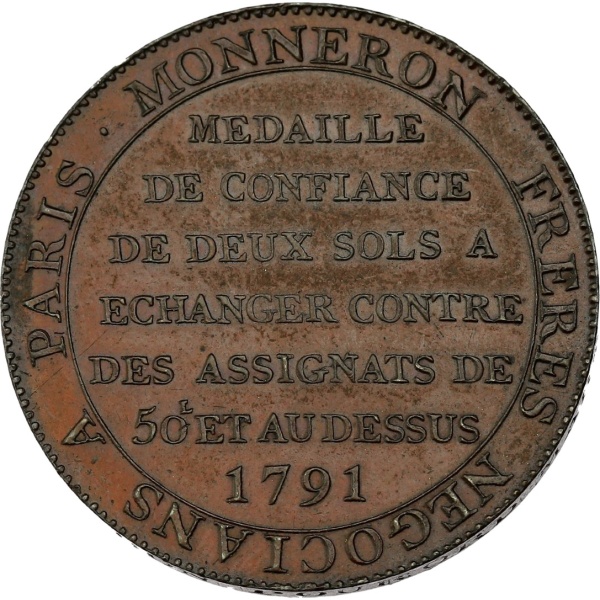 MONNERON FRERES NEGOCIANS A PARIS ·
MEDAILLE
DE CONFIANCE
DE DEUX SOLS A
ECHANGER CONTRE
DES ASSIGNATS DE
50L ET AU DESSUS
1791